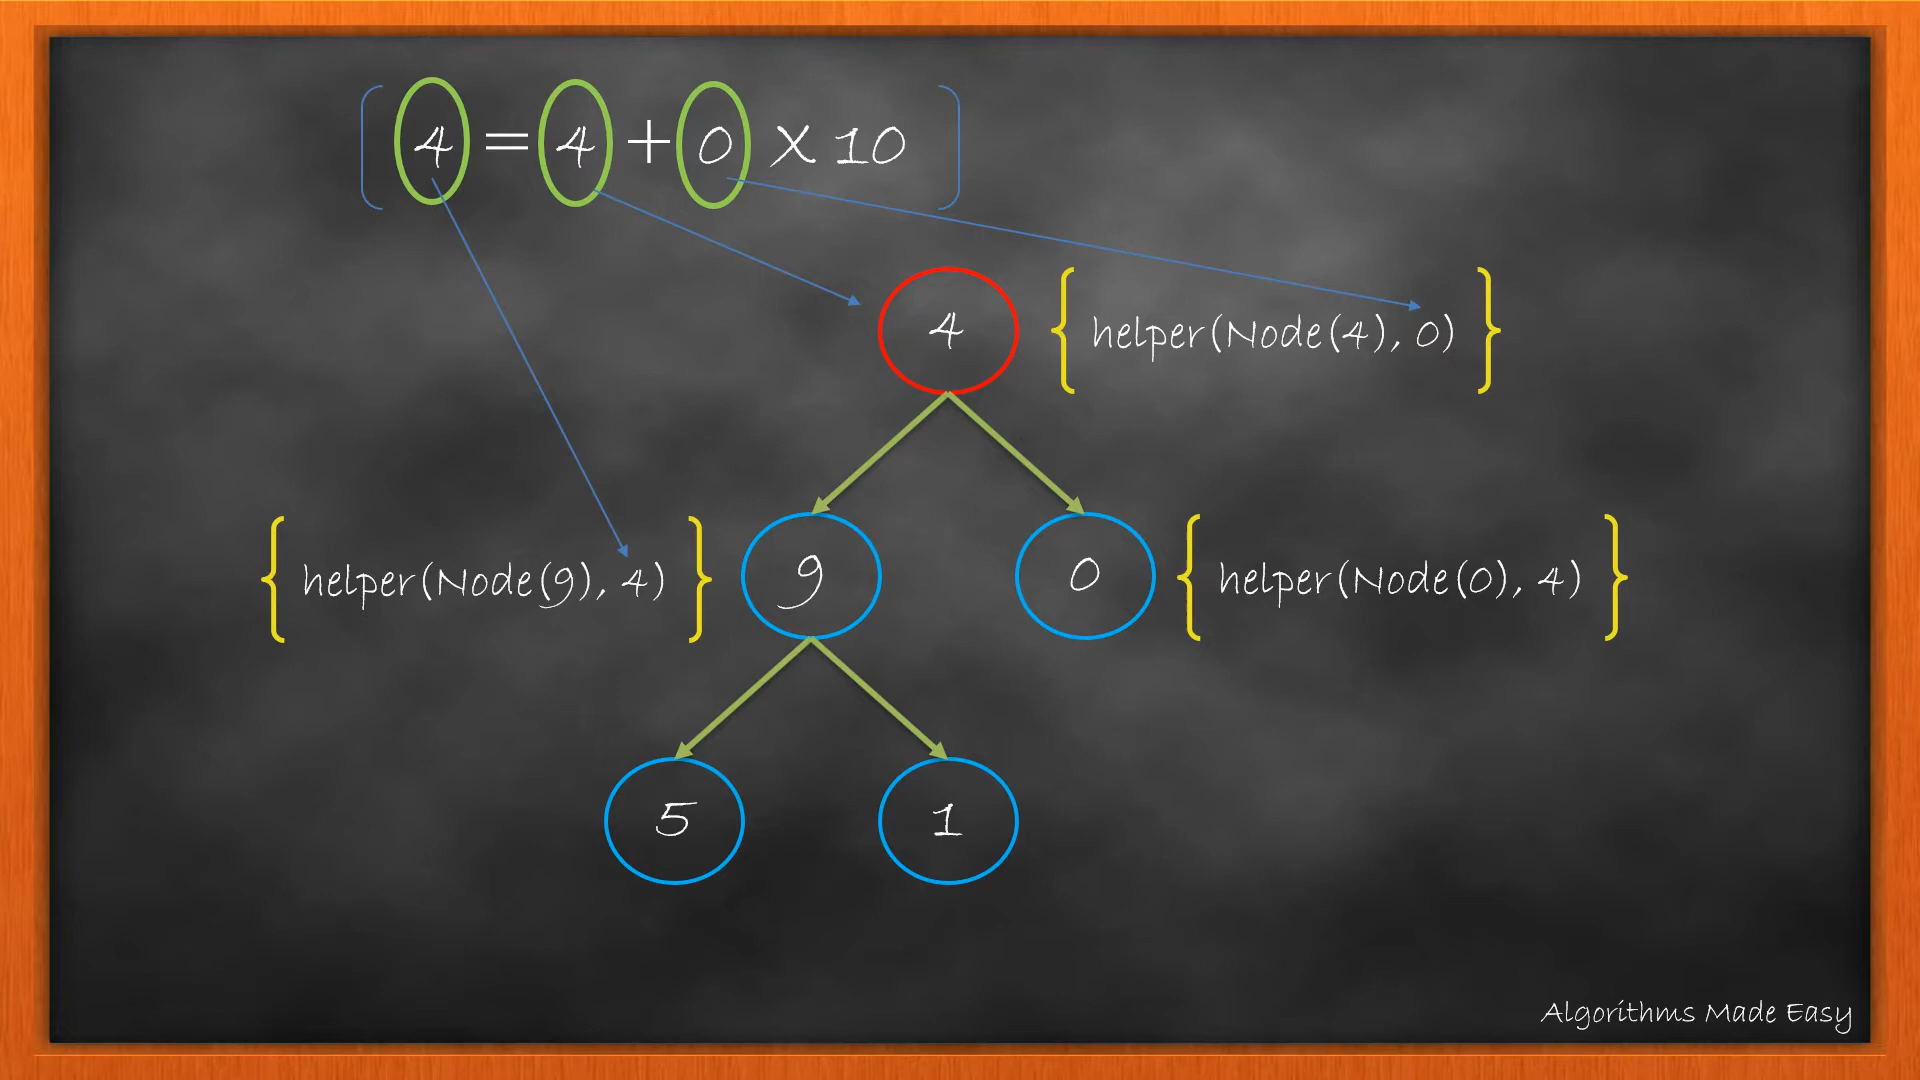 4 = 4 + 0 X 10
4
helper(Node(4), 0)
helper(Node(9), 4)
9
0
helper(Node(0), 4)
5
1
Algorithms Made Easy